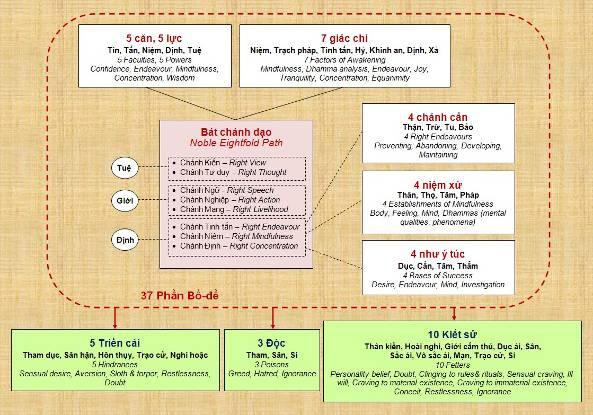 5 căn, 5 lực
Tín, Tấn, Niệm, Định, Tuệ
5 Faculties, 5 Powers
Confidence, Endeavour, Mindfulness,
Concentration, Wisdom
7 giác chi
Niệm, Trạch pháp, Tinh tấn, Hỷ, Khinh an, Định, Xả
7 Factors of Awakening
Mindfulness, Dhamma analysis, Endeavour, Joy,
Tranquility, Concentration, Equanimity
Bát chánh đạo
Noble Eightfold Path
Tuệ
• Chánh Kiến – Right View
• Chánh Tư duy – Right Thought
Giới
• Chánh Ngữ – Right Speech
• Chánh Nghiệp – Right Action
• Chánh Mạng – Right Livelihood
Định
• Chánh Tinh tấn – Right Endeavour
• Chánh Niệm – Right Mindfulness
• Chánh Định – Right Concentration
4 chánh cần
Thận, Trừ, Tu, Bảo
4 Right Endeavours
Preventing, Abandoning, Developing,
Maintaining
4 niệm xứ
Thân, Thọ, Tâm, Pháp
4 Establishments of Mindfulness
Body, Feeling, Mind, Dhammas (mental
qualities, phenomena)
4 như ý túc
Dục, Cần, Tâm, Thẩm
4 Bases of Success
Desire, Endeavour, Mind, Investigation
37 Phần Bồ-đề
5 Triền cái
Tham dục, Sân hận, Hôn thụy, Trạo cử, Nghi hoặc
5 Hindrances
Sensual desire, Aversion, Sloth & torpor, Restlessness,
Doubt
3 Độc
Tham, Sân, Si
3 Poisons
Greed, Hatred, Ignorance
10 Kiết sử
Thân kiến, Hoài nghi, Giới cấm thủ, Dục ái, Sân,
Sắc ái, Vô sắc ái, Mạn, Trạo cử, Si
10 Fetters
Personality belief, Doubt, Clinging to rules& rituals, Sensual craving, Ill
will, Craving to material existence, Craving to immaterial existence,
Conceit, Restlessness, Ignorance